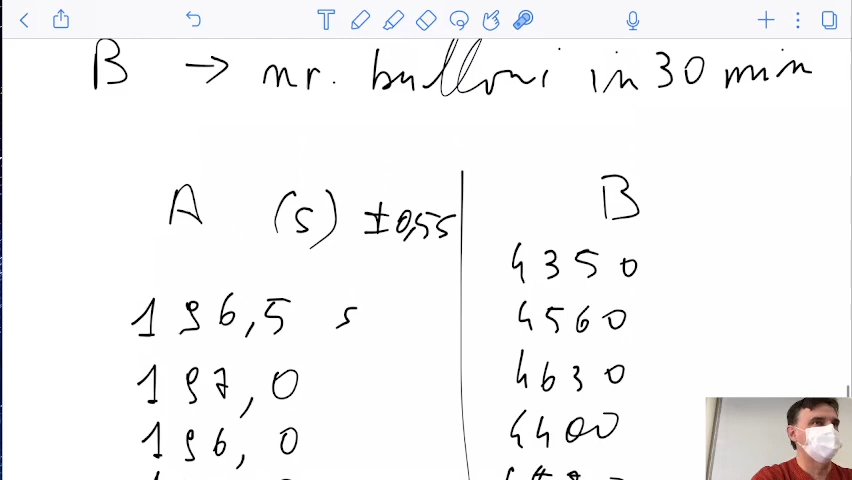 B → nr. bulloni in 30 min
A (s) ±0,5s B
4350
196,5 s 4560
197,0 4630
196,0 4400